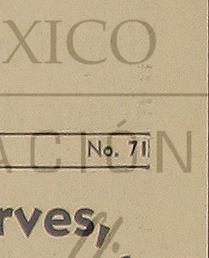 XICO
ACIÓN
No. 71
rves,